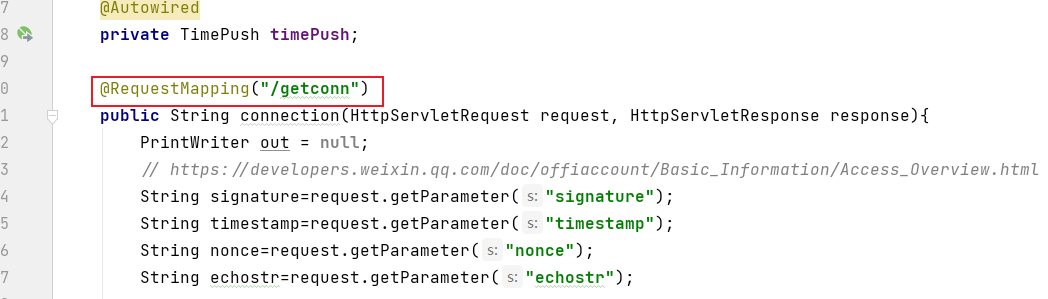 7 @Autowired
8 private TimePush timePush;
9
0 @RequestMapping("/getconn")
1 public String connection(HttpServletRequest request, HttpServletResponse response){
2 PrintWriter out = null;
3 // https://developers.weixin.qq.com/doc/offiaccount/Basic_Information/Access_Overview.html
4 String signature=request.getParameter( s: "signature");
5 String timestamp=request.getParameter( s: "timestamp");
6 String nonce=request.getParameter( s: "nonce");
7 String echostr=request.getParameter( s: "echostr");